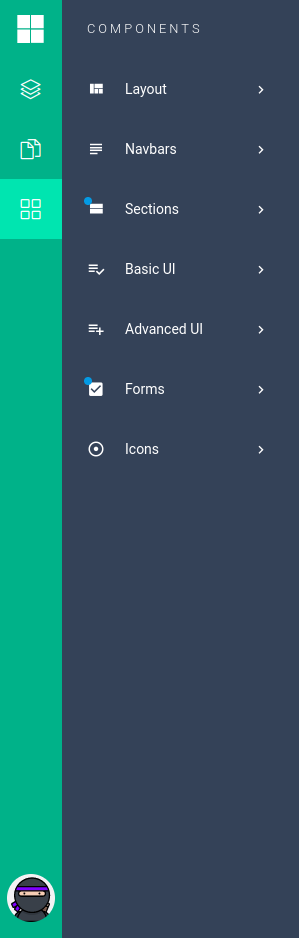 COMPONENTS
Layout
Navbars
Sections
Basic UI
Advanced UI
Forms
Icons